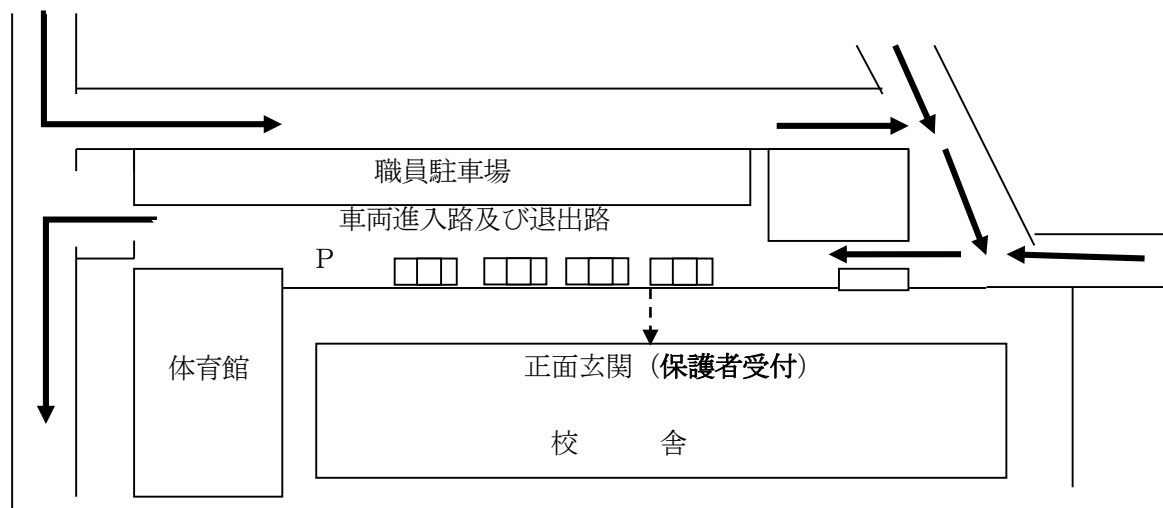 職員駐車場
車両進入路及び退出路
P
体育館
正面玄関（保護者受付）
校　　舎